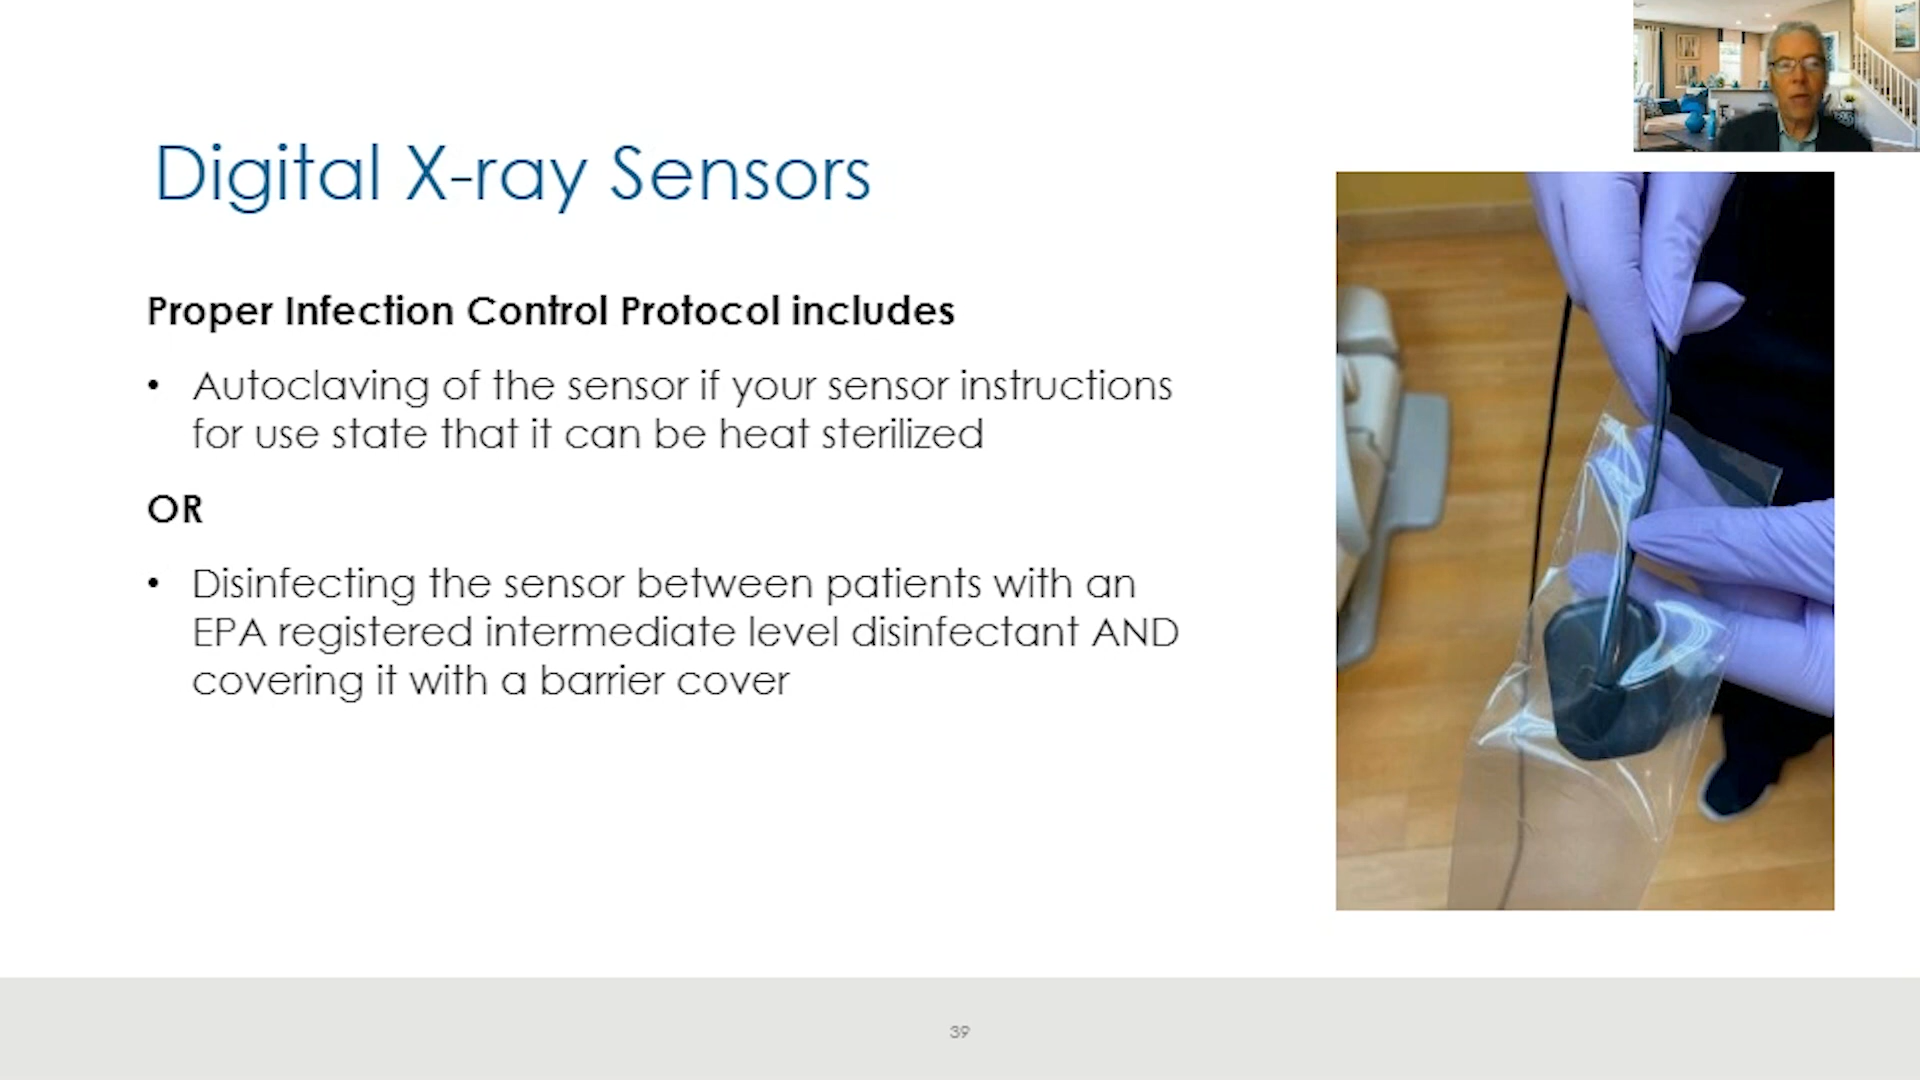 Digital X-ray Sensors
Proper Infection Control Protocol includes
• Autoclaving of the sensor if your sensor instructions
for use state that it can be heat sterilized
OR
• Disinfecting the sensor between patients with an
EPA registered intermediate level disinfectant AND
covering it with a barrier cover
39